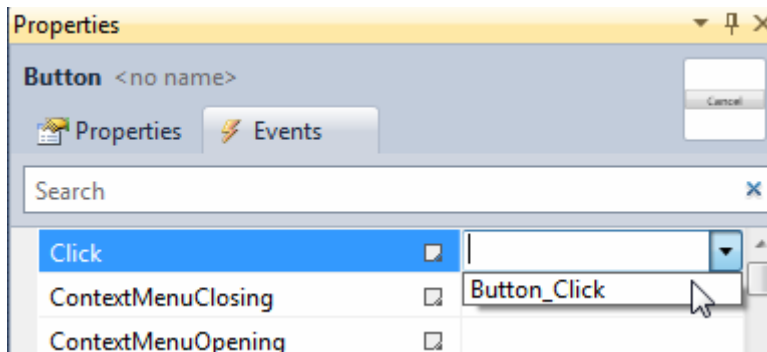 Properties
Button <no name>
Cancel
Properties Events
Search
Click
Button_Click
ContextMenuClosing
ContextMenuOpening